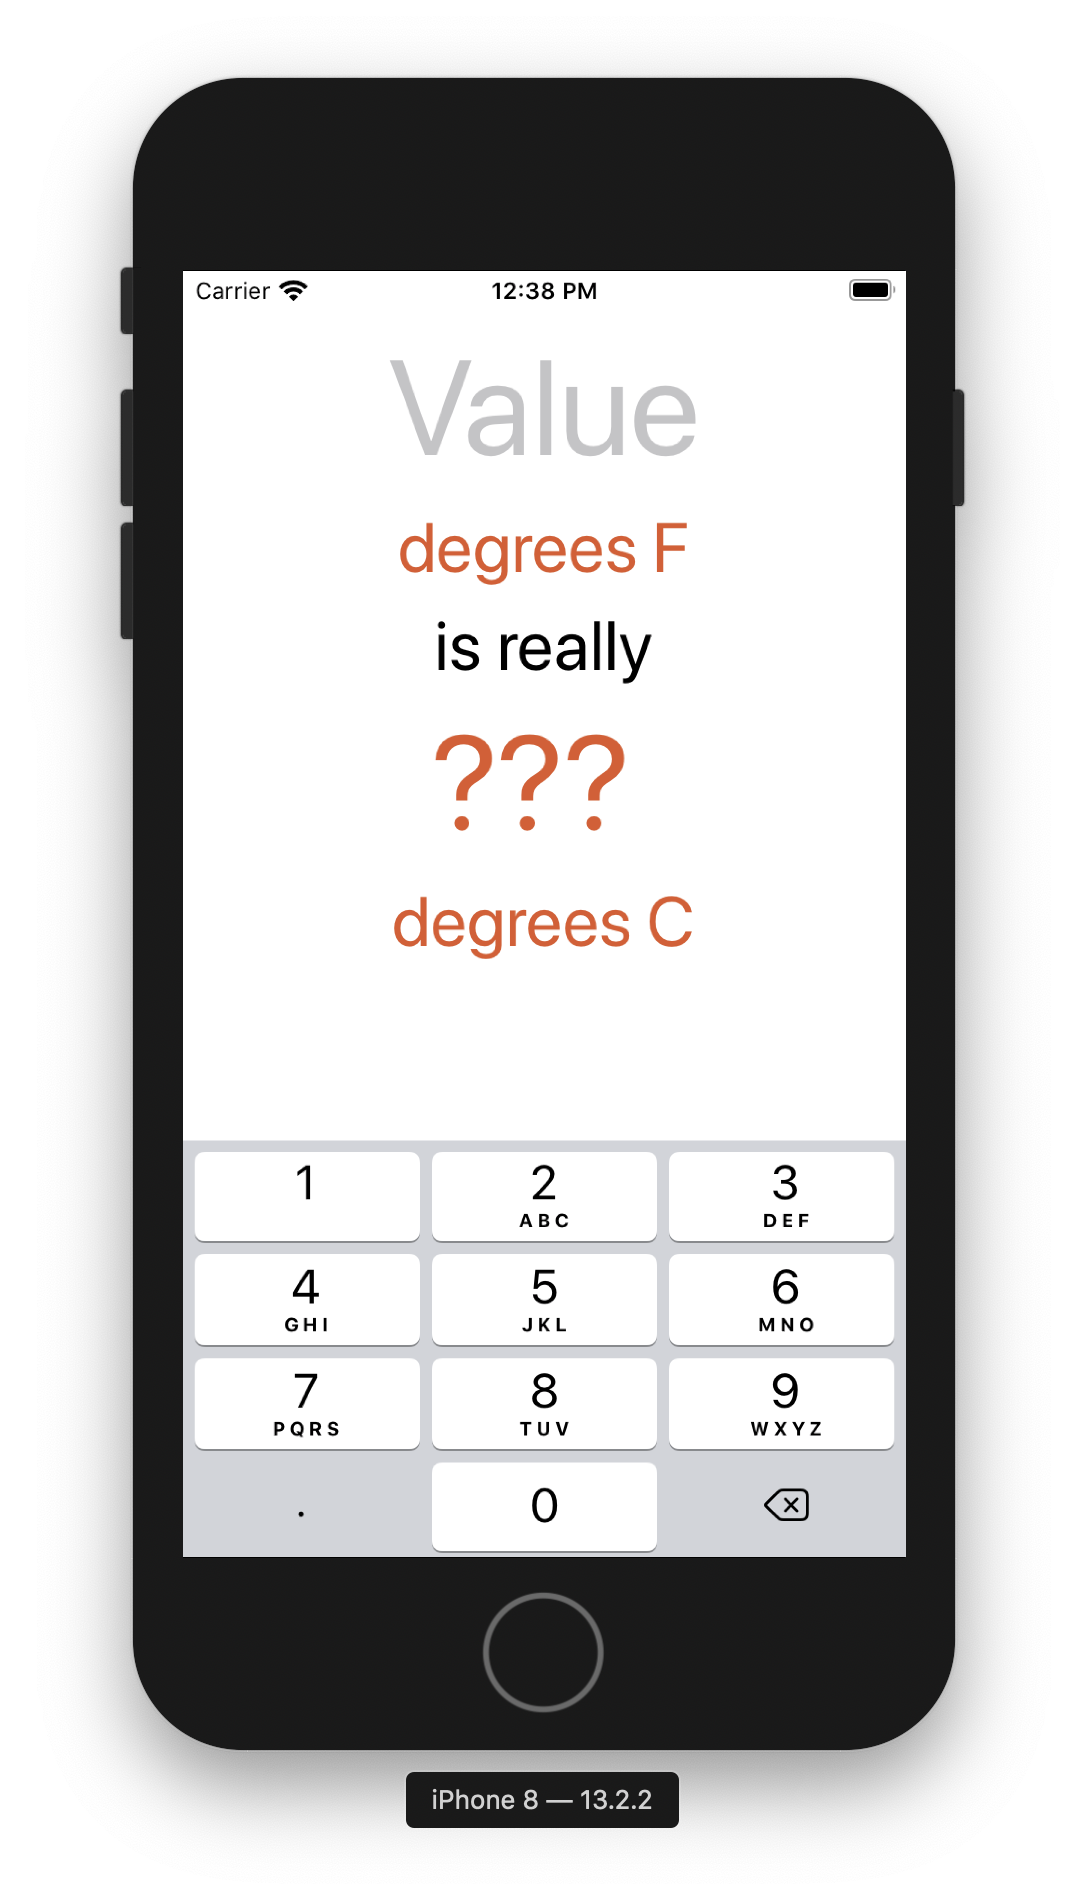 Carrier 12:38 PM
Value
degrees F
is really
???
degrees C
1 2 3
ABC DEF
4 5 6
GHI JKL MNO
7 8 9
PQRS TUV WXYZ
. 0
iPhone 8 — 13.2.2